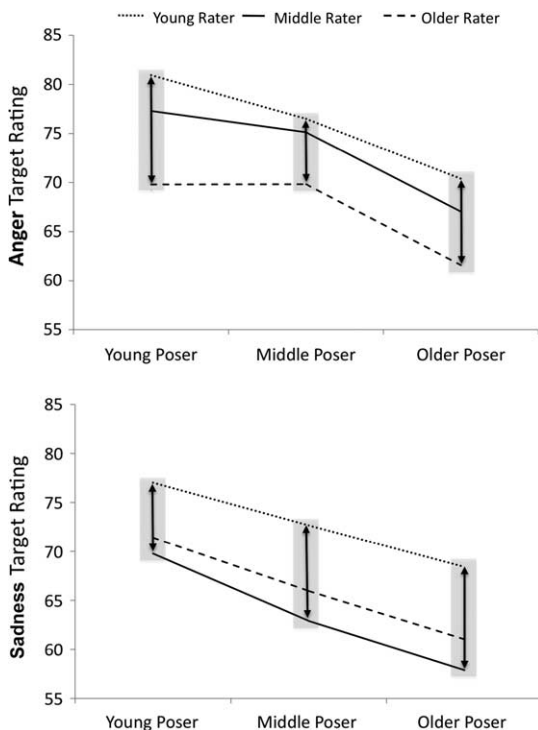 Young Rater Middle Rater Older Rater
85
80
75
70
65
60
55
Anger Target Rating
Young Poser Middle Poser Older Poser
85
80
75
70
65
60
55
Sadness Target Rating
Young Poser Middle Poser Older Poser